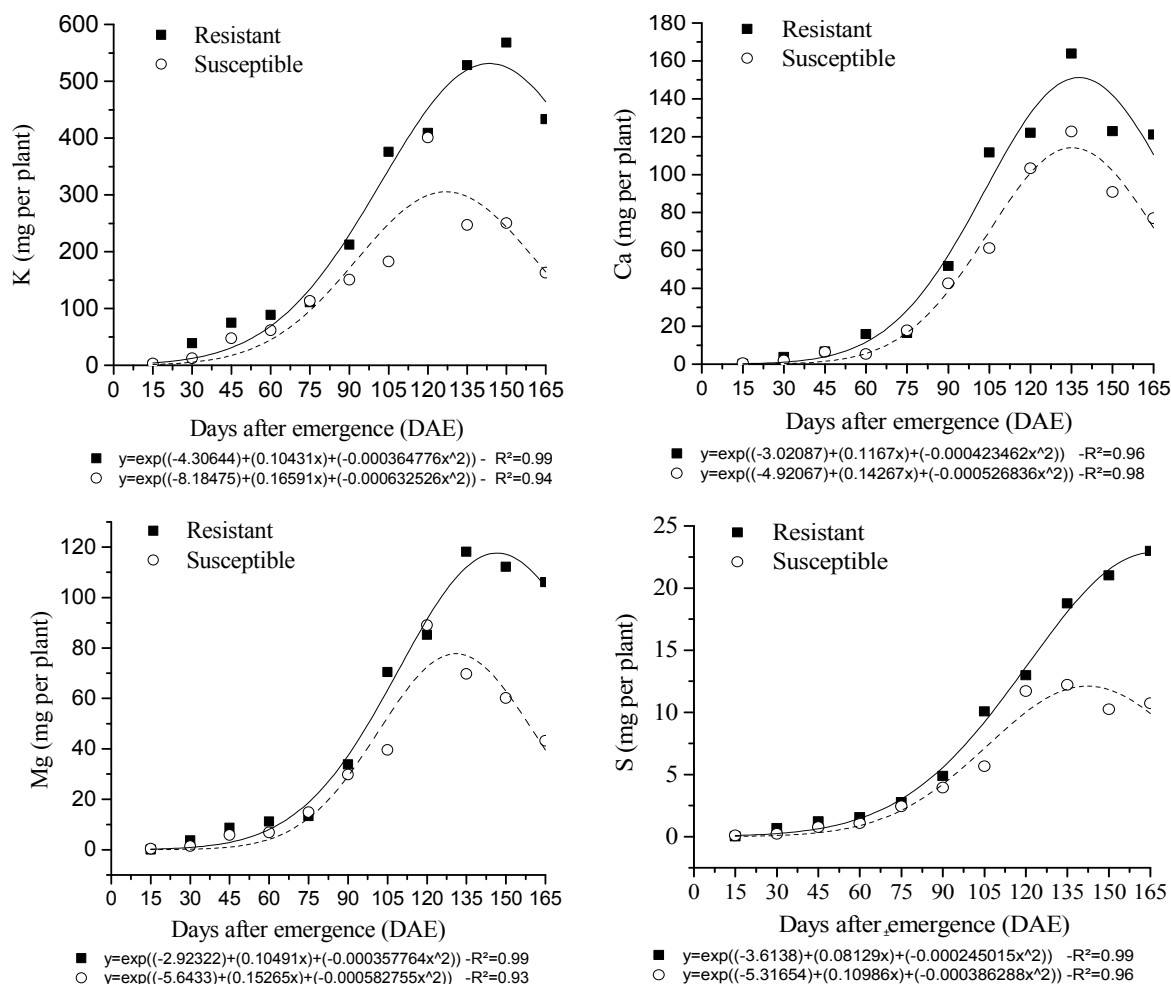 600
500
400
300
200
100
0
K (mg per plant)
Resistant
Susceptible
0 15 30 45 60 75 90 105 120 135 150 165
Days after emergence (DAE)
y=exp((-4.30644)+(0.10431x)+(-0.000364776x^2)) - R²=0.99
y=exp((-8.18475)+(0.16591x)+(-0.000632526x^2)) - R²=0.94
180
160
140
120
100
80
60
40
20
0
Ca (mg per plant)
Resistant
Susceptible
0 15 30 45 60 75 90 105 120 135 150 165
Days after emergence (DAE)
y=exp((-3.02087)+(0.1167x)+(-0.000423462x^2)) -R²=0.96
y=exp((-4.92067)+(0.14267x)+(-0.000526836x^2)) -R²=0.98
120
100
80
60
40
20
0
Mg (mg per plant)
Resistant
Susceptible
0 15 30 45 60 75 90 105 120 135 150 165
Days after emergence (DAE)
y=exp((-2.92322)+(0.10491x)+(-0.000357764x^2)) -R²=0.99
y=exp((-5.6433)+(0.15265x)+(-0.000582755x^2)) -R²=0.93
25
20
15
10
5
0
S (mg per plant)
Resistant
Susceptible
15 30 45 60 75 90 105 120 135 150 165
Days after ±emergence (DAE)
y=exp((-3.6138)+(0.08129x)+(-0.000245015x^2)) -R²=0.99
y=exp((-5.31654)+(0.10986x)+(-0.000386288x^2)) -R²=0.96